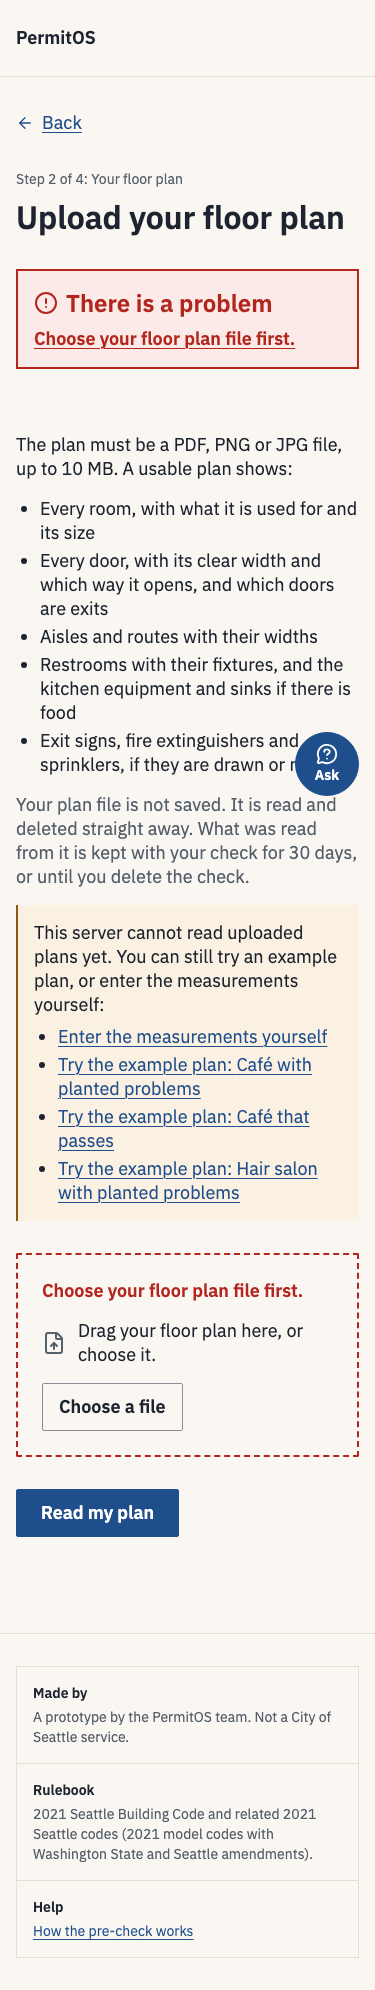 PermitOS
Back
Step 2 of 4: Your floor plan
Upload your floor plan
There is a problem
Choose your floor plan file first.
The plan must be a PDF, PNG or JPG file,
up to 10 MB. A usable plan shows:
Every room, with what it is used for and
its size
Every door, with its clear width and
which way it opens, and which doors
are exits
Aisles and routes with their widths
Restrooms with their fixtures, and the
kitchen equipment and sinks if there is
food
Exit signs, fire extinguishers and
sprinklers, if they are drawn or
Ask
Your plan file is not saved. It is read and
deleted straight away. What was read
from it is kept with your check for 30 days,
or until you delete the check.
This server cannot read uploaded
plans yet. You can still try an example
plan, or enter the measurements
yourself:
Enter the measurements yourself
Try the example plan: Café with
planted problems
Try the example plan: Café that
passes
Try the example plan: Hair salon
with planted problems
Choose your floor plan file first.
Drag your floor plan here, or
choose it.
Choose a file
Read my plan
Made by
A prototype by the PermitOS team. Not a City of
Seattle service.
Rulebook
2021 Seattle Building Code and related 2021
Seattle codes (2021 model codes with
Washington State and Seattle amendments).
Help
How the pre-check works